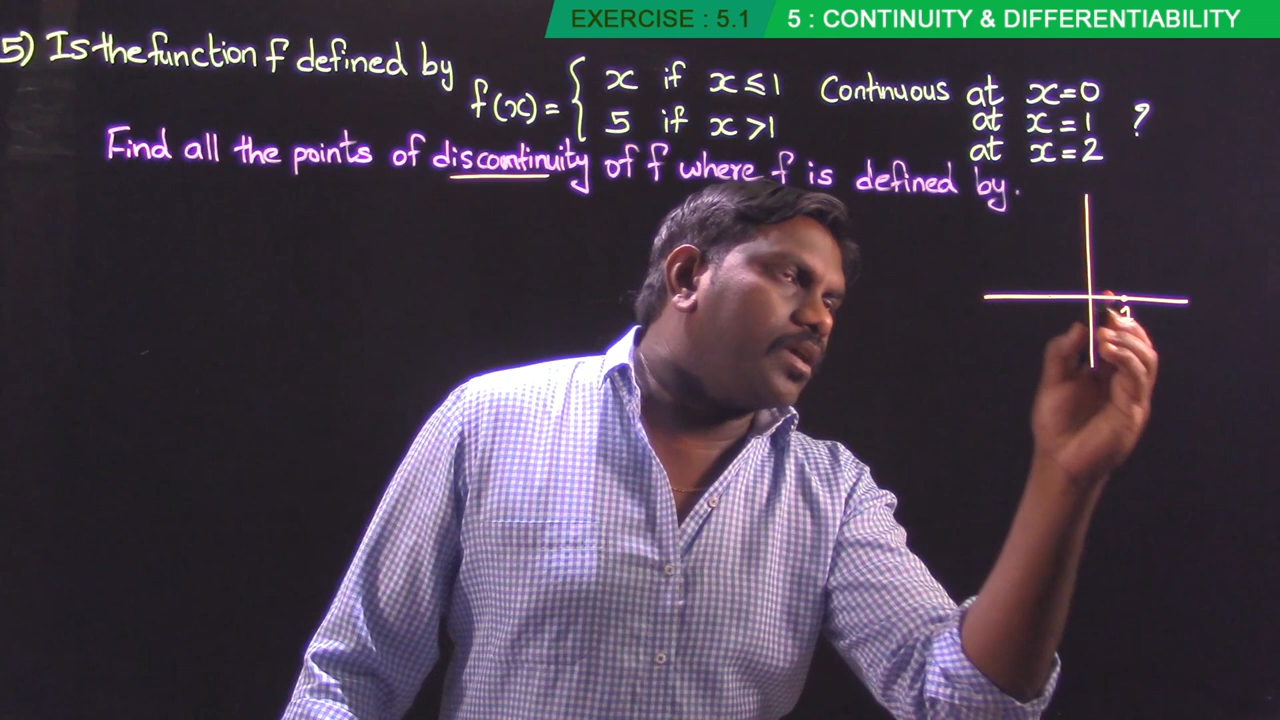 EXERCISE : 5.1 5 : CONTINUITY & DIFFERENTIABILITY
5) Is the function f defined by
f(x) = { x if x ≤ 1 Continuous at x = 0
5 if x > 1 at x = 1 ?
at x = 2
Find all the points of discontinuity of f where f is defined by.
1